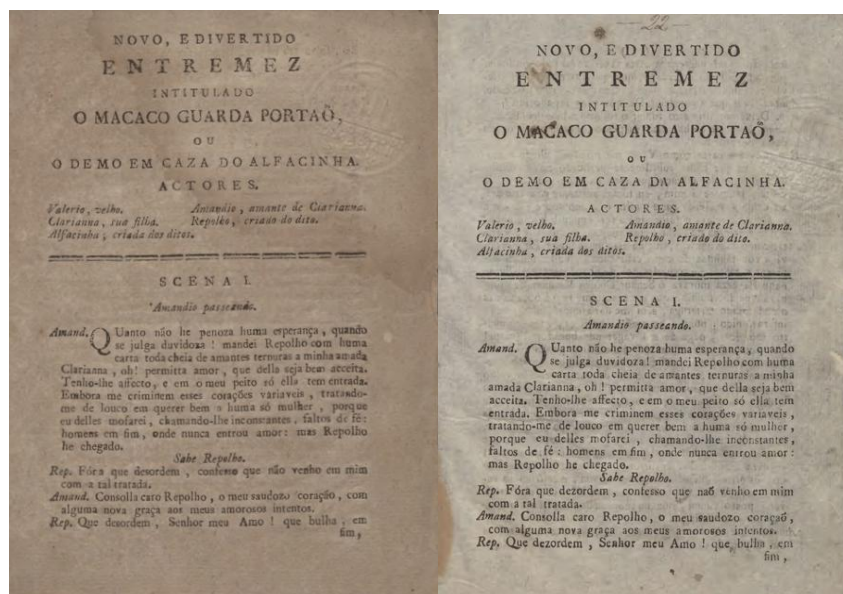 NOVO, E DIVERTIDO
ENTREMEZ
INTITULADO
O MACACO GUARDA PORTAÕ,
OU
O DEMO EM CAZA DO ALFACINHA.
ACTORES.
Valerio, velho. Amandio, amante de Clarianna.
Clarianna, sua filha. Repolho, criado do dito.
Alfacinha, criada dos ditos.
SCENA I.
Amandio passeando.
Amand. QUanto não he penoza huma esperança, quando
se julga duvidoza! mandei Repolho com huma
carta toda cheia de amantes ternuras a minha amada
Clarianna, oh! permitta amor, que della seja bem acceita.
Tenho-lhe affecto, e em o meu peito só ella tem entrada.
Embora me criminem esses corações variaveis, tratando-
me de louco em querer bem a huma só mulher, porque
eu delles mofarei, chamando-lhe inconstantes, faltos de fé:
homens em fim, onde nunca entrou amor: mas Repolho
he chegado.
Sahe Repolho.
Rep. Fóra que desordem, confesso que não venho em mim
com a tal tratada.
Amand. Consolla caro Repolho, o meu saudozo coração, com
alguma nova graça aos meus amorosos intentos.
Rep. Que desordem, Senhor meu Amo! que bulha, em
fim,
22
NOVO, E DIVERTIDO
ENTREMEZ
INTITULADO
O MACACO GUARDA PORTAÕ,
OU
O DEMO EM CAZA DA ALFACINHA.
ACTORES.
Valerio, velho. Amandio, amante de Clarianna.
Clarianna, sua filha. Repolho, criado do dito.
Alfacinha, criada dos ditos.
SCENA I.
Amandio passeando.
Amand. QUanto não he penoza huma esperança, quando
se julga duvidoza! mandei Repolho com huma
carta toda cheia de amantes ternuras a minha
amada Clarianna, oh! permitta amor, que della seja bem
acceita. Tenho-lhe affecto, e em o meu peito só ella tem
entrada. Embora me criminem esses corações variaveis,
tratando-me de louco em querer bem a huma só mulher,
porque eu delles mofarei, chamando-lhe inconstantes,
faltos de fé: homens em fim, onde nunca entrou amor:
mas Repolho he chegado.
Sahe Repolho.
Rep. Fóra que dezordem, confesso que naõ venho em mim
com a tal tratada.
Amand. Consolla caro Repolho, o meu saudozo coraçaõ,
com alguma nova graça aos meus amorosos intentos.
Rep. Que dezordem, Senhor meu Amo! que bulha, em
fim,